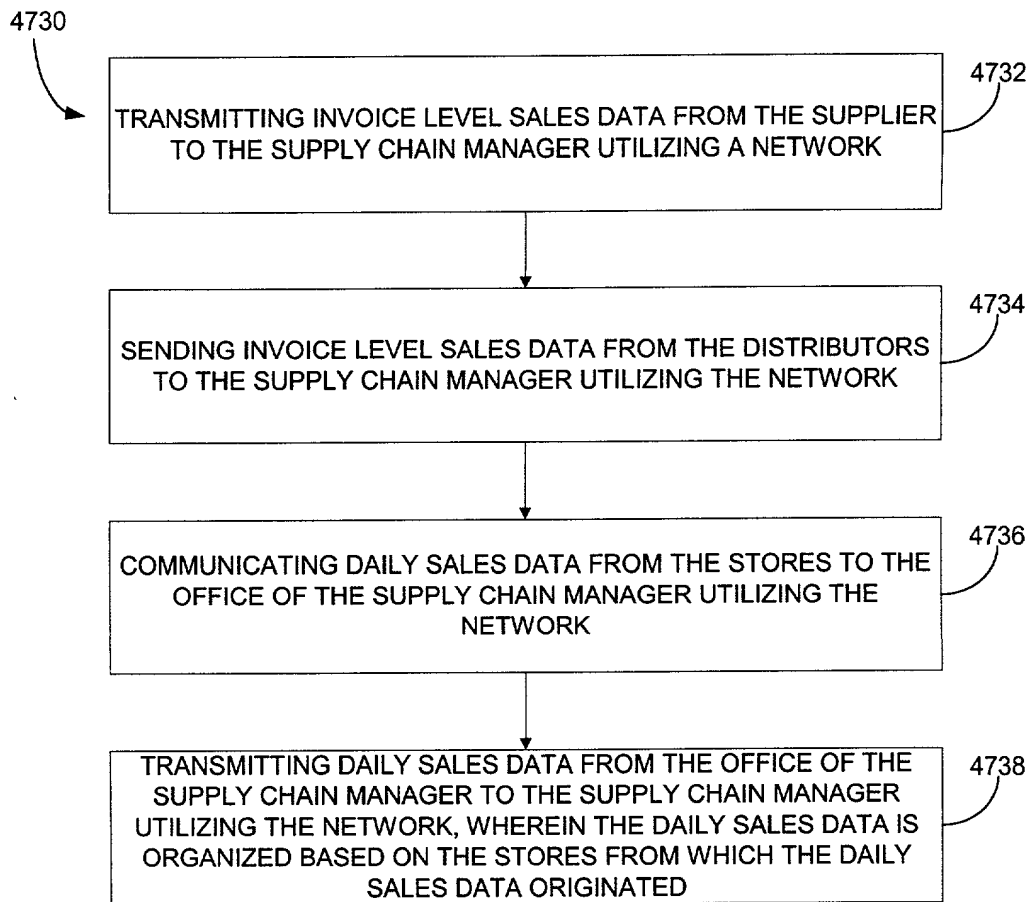 4730
4732
TRANSMITTING INVOICE LEVEL SALES DATA FROM THE SUPPLIER
TO THE SUPPLY CHAIN MANAGER UTILIZING A NETWORK
4734
SENDING INVOICE LEVEL SALES DATA FROM THE DISTRIBUTORS
TO THE SUPPLY CHAIN MANAGER UTILIZING THE NETWORK
4736
COMMUNICATING DAILY SALES DATA FROM THE STORES TO THE
OFFICE OF THE SUPPLY CHAIN MANAGER UTILIZING THE
NETWORK
4738
TRANSMITTING DAILY SALES DATA FROM THE OFFICE OF THE
SUPPLY CHAIN MANAGER TO THE SUPPLY CHAIN MANAGER
UTILIZING THE NETWORK, WHEREIN THE DAILY SALES DATA IS
ORGANIZED BASED ON THE STORES FROM WHICH THE DAILY
SALES DATA ORIGINATED